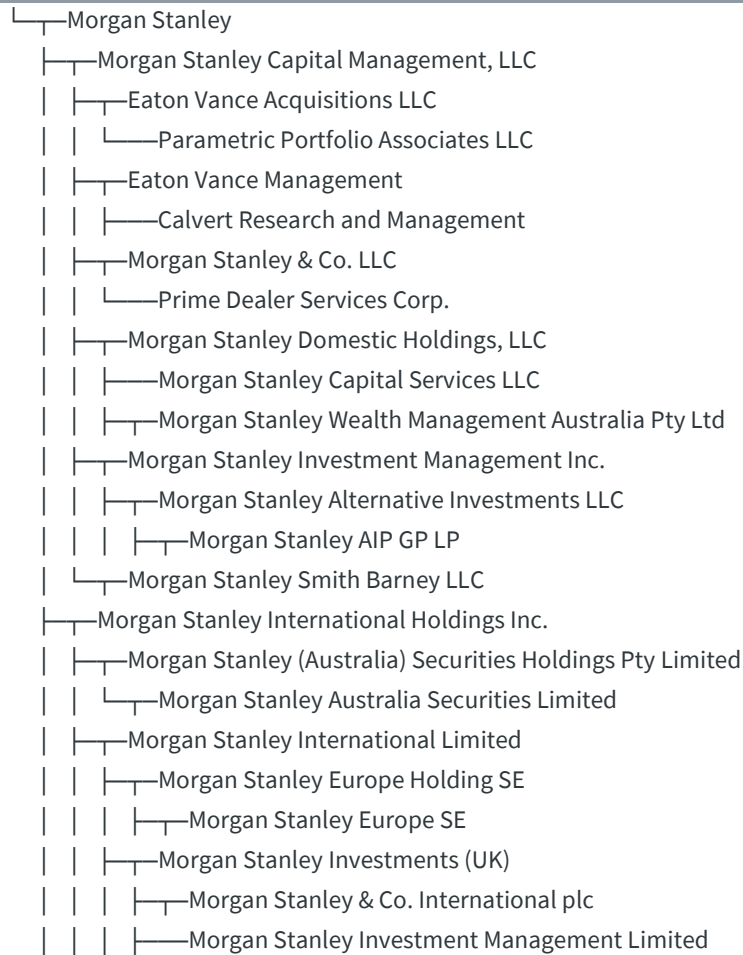 └─┬─Morgan Stanley
├─┬─Morgan Stanley Capital Management, LLC
│ ├─┬─Eaton Vance Acquisitions LLC
│ │ └───Parametric Portfolio Associates LLC
│ ├─┬─Eaton Vance Management
│ │ ├───Calvert Research and Management
│ ├─┬─Morgan Stanley & Co. LLC
│ │ └───Prime Dealer Services Corp.
│ ├─┬─Morgan Stanley Domestic Holdings, LLC
│ │ ├───Morgan Stanley Capital Services LLC
│ │ ├─┬─Morgan Stanley Wealth Management Australia Pty Ltd
│ ├─┬─Morgan Stanley Investment Management Inc.
│ │ ├─┬─Morgan Stanley Alternative Investments LLC
│ │ │ ├─┬─Morgan Stanley AIP GP LP
│ └─┬─Morgan Stanley Smith Barney LLC
├─┬─Morgan Stanley International Holdings Inc.
│ ├─┬─Morgan Stanley (Australia) Securities Holdings Pty Limited
│ │ └─┬─Morgan Stanley Australia Securities Limited
│ ├─┬─Morgan Stanley International Limited
│ │ ├─┬─Morgan Stanley Europe Holding SE
│ │ │ ├─┬─Morgan Stanley Europe SE
│ │ ├─┬─Morgan Stanley Investments (UK)
│ │ │ ├─┬─Morgan Stanley & Co. International plc
│ │ │ ├───Morgan Stanley Investment Management Limited